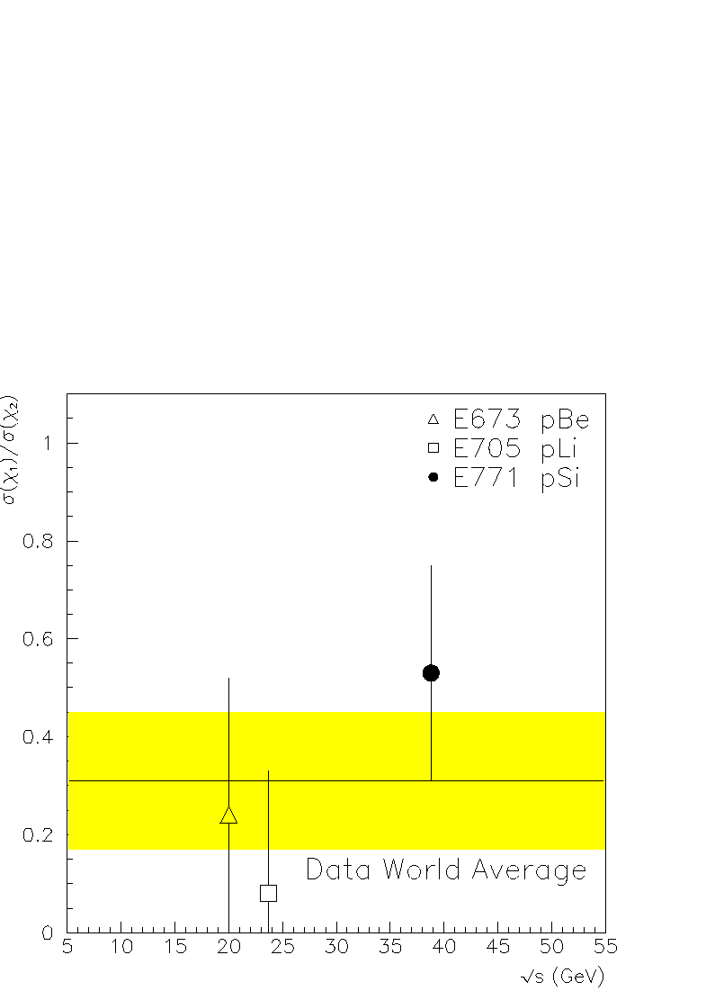 σ(χ₁)/σ(χ₂)
E673 pBe
E705 pLi
E771 pSi
1
0.8
0.6
0.4
0.2
0
Data World Average
5 10 15 20 25 30 35 40 45 50 55
√s (GeV)